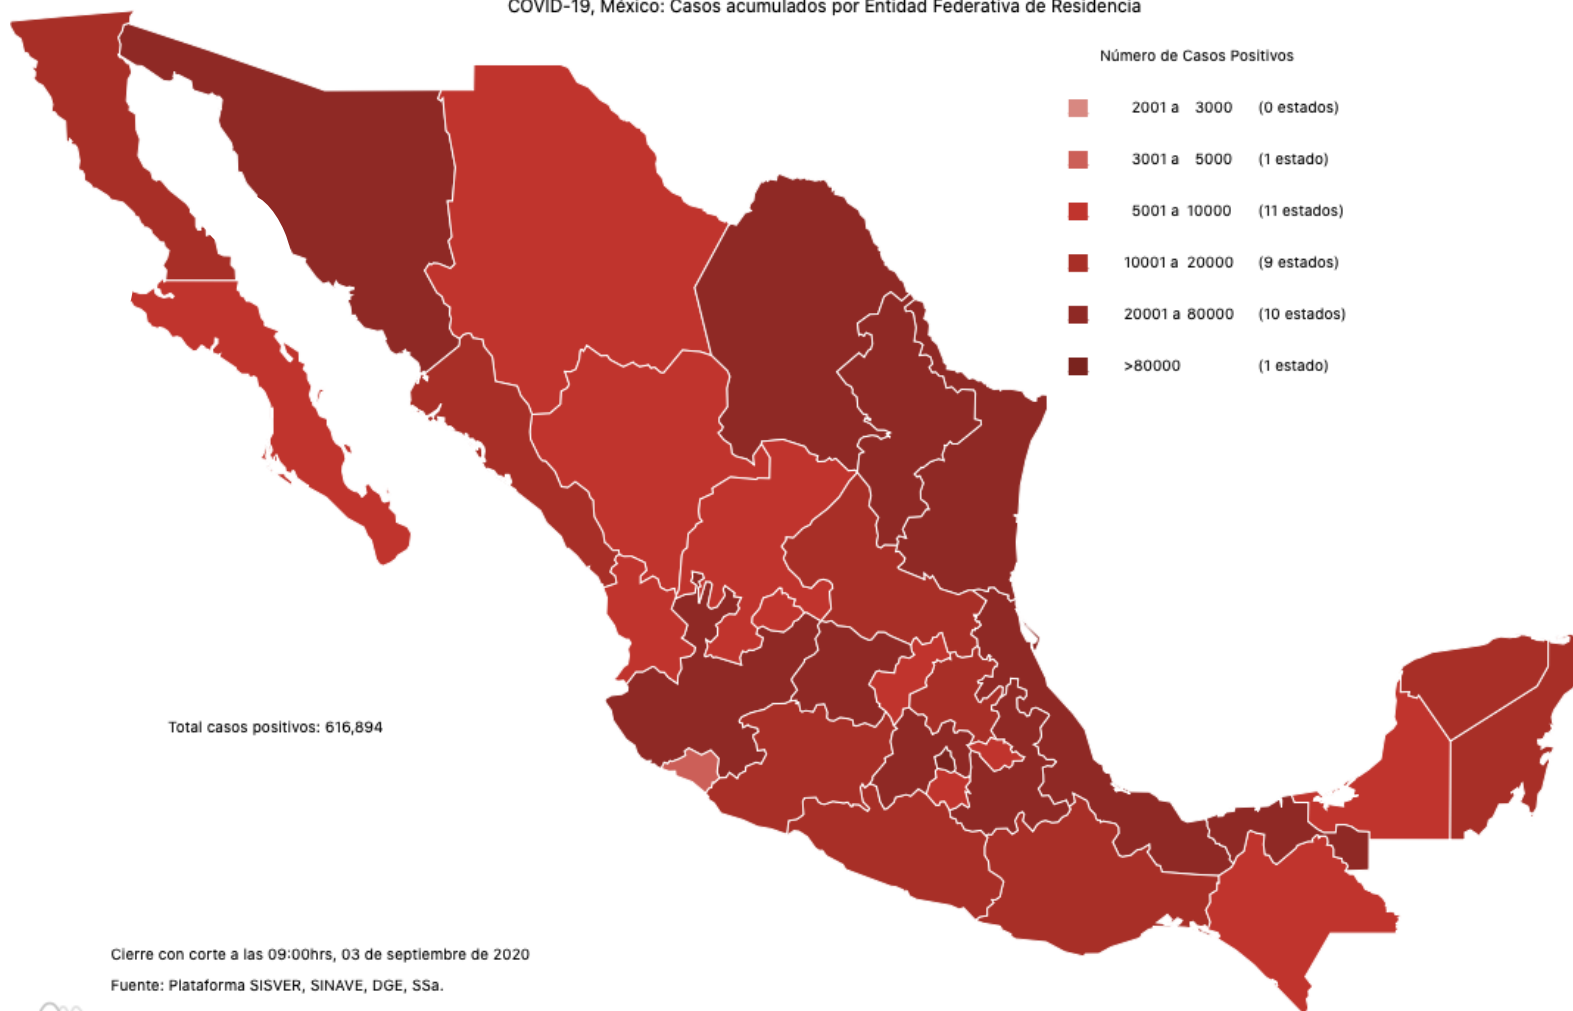 COVID-19, México: Casos acumulados por Entidad Federativa de Residencia
Número de Casos Positivos
2001 a 3000 (0 estados)
3001 a 5000 (1 estado)
5001 a 10000 (11 estados)
10001 a 20000 (9 estados)
20001 a 80000 (10 estados)
>80000 (1 estado)
Total casos positivos: 616,894
Cierre con corte a las 09:00hrs, 03 de septiembre de 2020
Fuente: Plataforma SISVER, SINAVE, DGE, SSa.